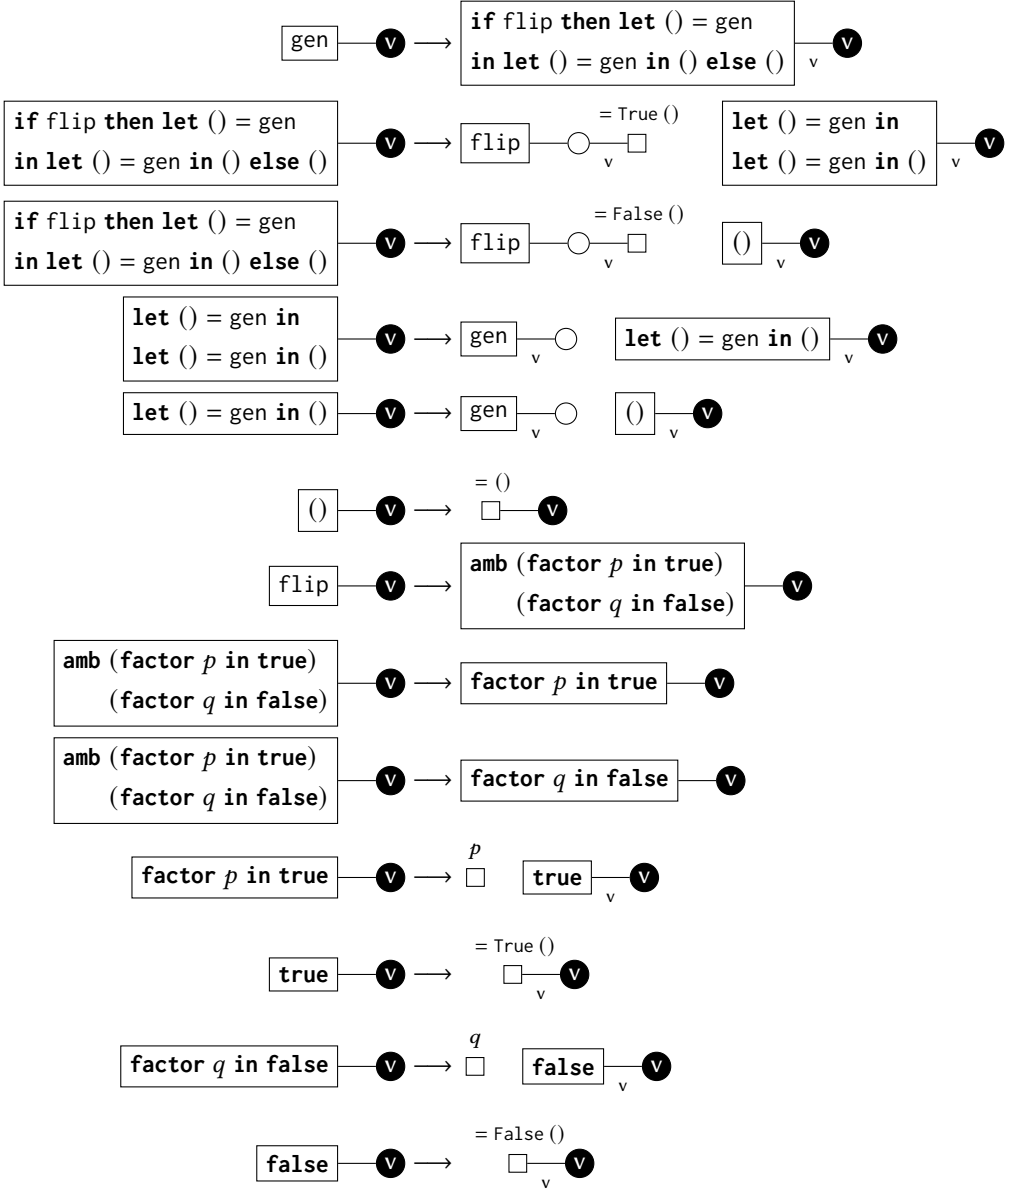 gen v ⟶ if flip then let () = gen
in let () = gen in () else () v v
if flip then let () = gen
in let () = gen in () else () v ⟶ flip v = True () let () = gen in
let () = gen in () v v
if flip then let () = gen
in let () = gen in () else () v ⟶ flip v = False () () v v
let () = gen in
let () = gen in () v ⟶ gen v let () = gen in () v v
let () = gen in () v ⟶ gen v () v v
= ()
() v ⟶ v
flip v ⟶ amb (factor p in true)
(factor q in false) v
amb (factor p in true)
(factor q in false) v ⟶ factor p in true v
amb (factor p in true)
(factor q in false) v ⟶ factor q in false v
p
factor p in true v ⟶ true v v
= True ()
true v ⟶ v v
q
factor q in false v ⟶ false v v
= False ()
false v ⟶ v v